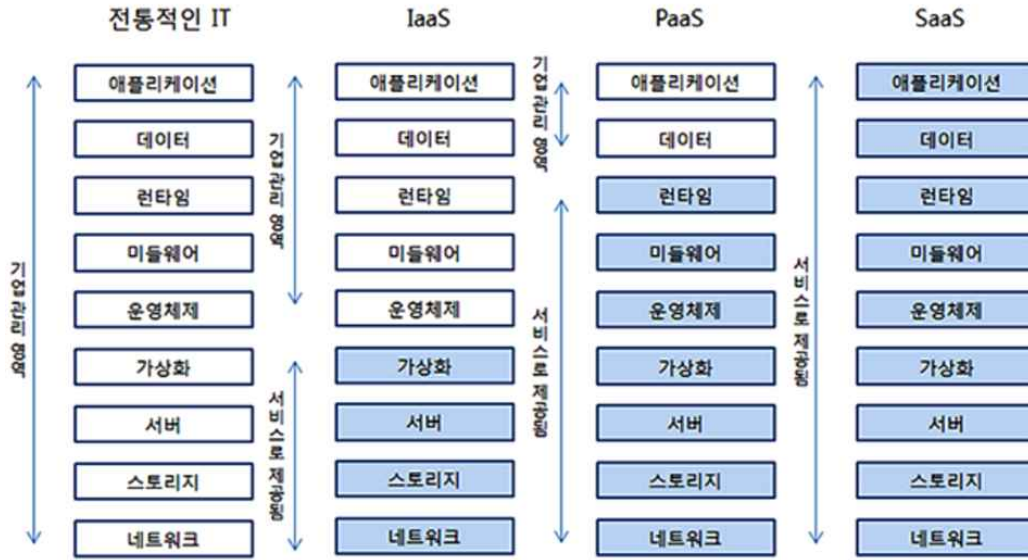 전통적인 IT
IaaS
PaaS
SaaS
기업관리 영역
애플리케이션
데이터
런타임
미들웨어
운영체제
가상화
서버
스토리지
네트워크
기업관리 영역
서비스로 제공됨
애플리케이션
데이터
런타임
미들웨어
운영체제
가상화
서버
스토리지
네트워크
기업관리 영역
서비스로 제공됨
애플리케이션
데이터
런타임
미들웨어
운영체제
가상화
서버
스토리지
네트워크
서비스로 제공됨
애플리케이션
데이터
런타임
미들웨어
운영체제
가상화
서버
스토리지
네트워크